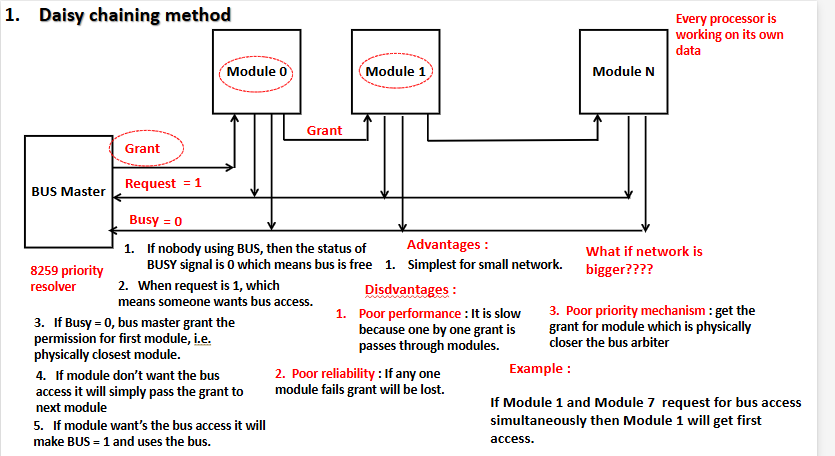 1. Daisy chaining method
Every processor is
working on its own
data
Module 0
Module 1
Module N
Grant
Grant
BUS Master
Request = 1
Busy = 0
1. If nobody using BUS, then the status of
BUSY signal is 0 which means bus is free
2. When request is 1, which
means someone wants bus access.
8259 priority
resolver
3. If Busy = 0, bus master grant the
permission for first module, i.e.
physically closest module.
4. If module don't want the bus
access it will simply pass the grant to
next module
5. If module want's the bus access it will
make BUS = 1 and uses the bus.
Advantages :
1. Simplest for small network.
Disdvantages :
1. Poor performance : It is slow
because one by one grant is
passes through modules.
2. Poor reliability : If any one
module fails grant will be lost.
What if network is
bigger????
3. Poor priority mechanism : get the
grant for module which is physically
closer the bus arbiter
Example :
If Module 1 and Module 7 request for bus access
simultaneously then Module 1 will get first
access.